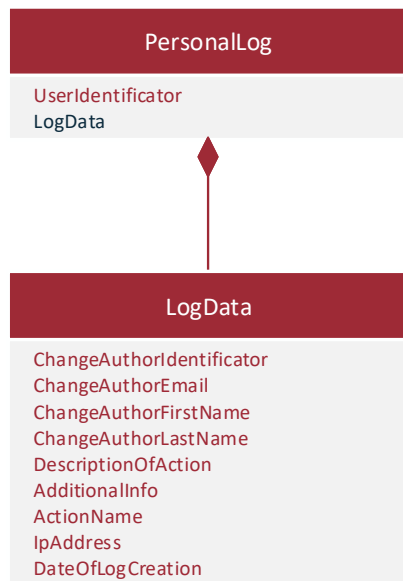 PersonalLog
UserIdentificator
LogData
LogData
ChangeAuthorIdentificator
ChangeAuthorEmail
ChangeAuthorFirstName
ChangeAuthorLastName
DescriptionOfAction
AdditionalInfo
ActionName
IpAddress
DateOfLogCreation